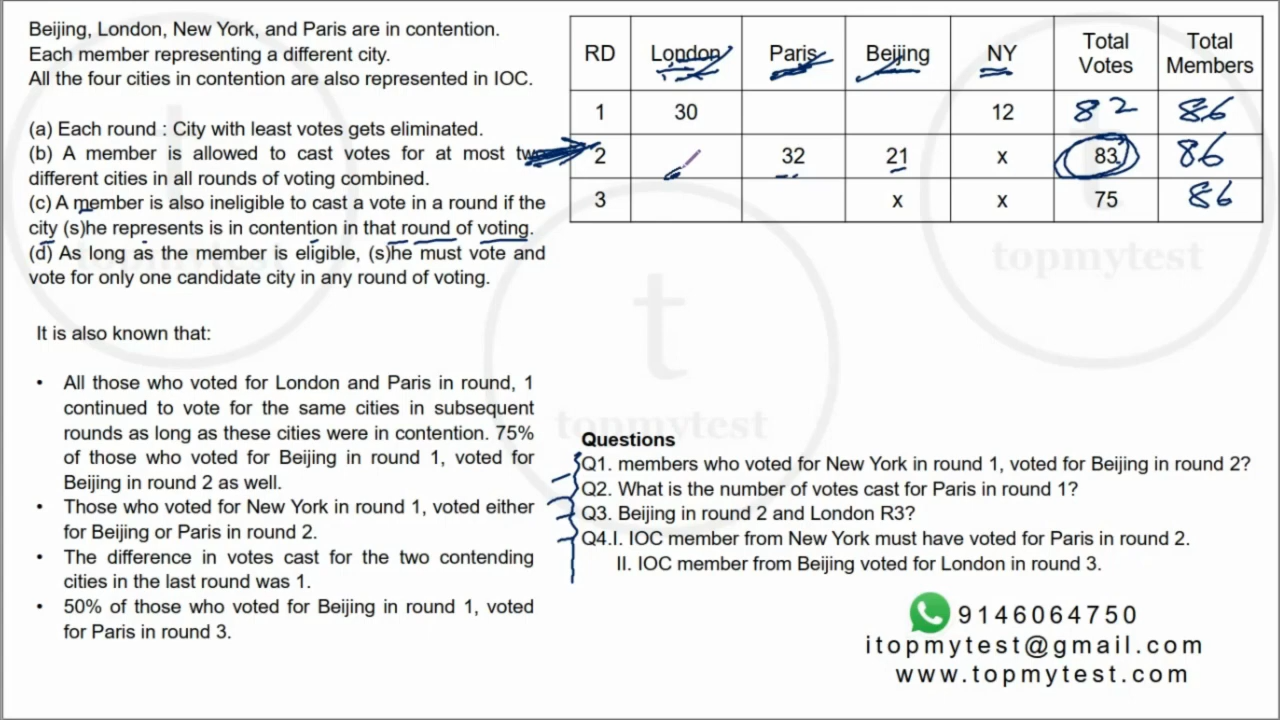 Beijing, London, New York, and Paris are in contention.
Each member representing a different city.
All the four cities in contention are also represented in IOC.
(a) Each round : City with least votes gets eliminated.
(b) A member is allowed to cast votes for at most two
different cities in all rounds of voting combined.
(c) A member is also ineligible to cast a vote in a round if the
city (s)he represents is in contention in that round of voting.
(d) As long as the member is eligible, (s)he must vote and
vote for only one candidate city in any round of voting.
It is also known that:
• All those who voted for London and Paris in round, 1
continued to vote for the same cities in subsequent
rounds as long as these cities were in contention. 75%
of those who voted for Beijing in round 1, voted for
Beijing in round 2 as well.
• Those who voted for New York in round 1, voted either
for Beijing or Paris in round 2.
• The difference in votes cast for the two contending
cities in the last round was 1.
• 50% of those who voted for Beijing in round 1, voted
for Paris in round 3.
RD London Paris Beijing NY Total Votes Total Members
1 30 12 82 86
2 32 21 x 83 86
3 x x 75 86
Questions
Q1. members who voted for New York in round 1, voted for Beijing in round 2?
Q2. What is the number of votes cast for Paris in round 1?
Q3. Beijing in round 2 and London R3?
Q4.I. IOC member from New York must have voted for Paris in round 2.
II. IOC member from Beijing voted for London in round 3.
9146064750
itopmytest@gmail.com
www.topmytest.com
t
topmytest
t
topmytest
topmytest